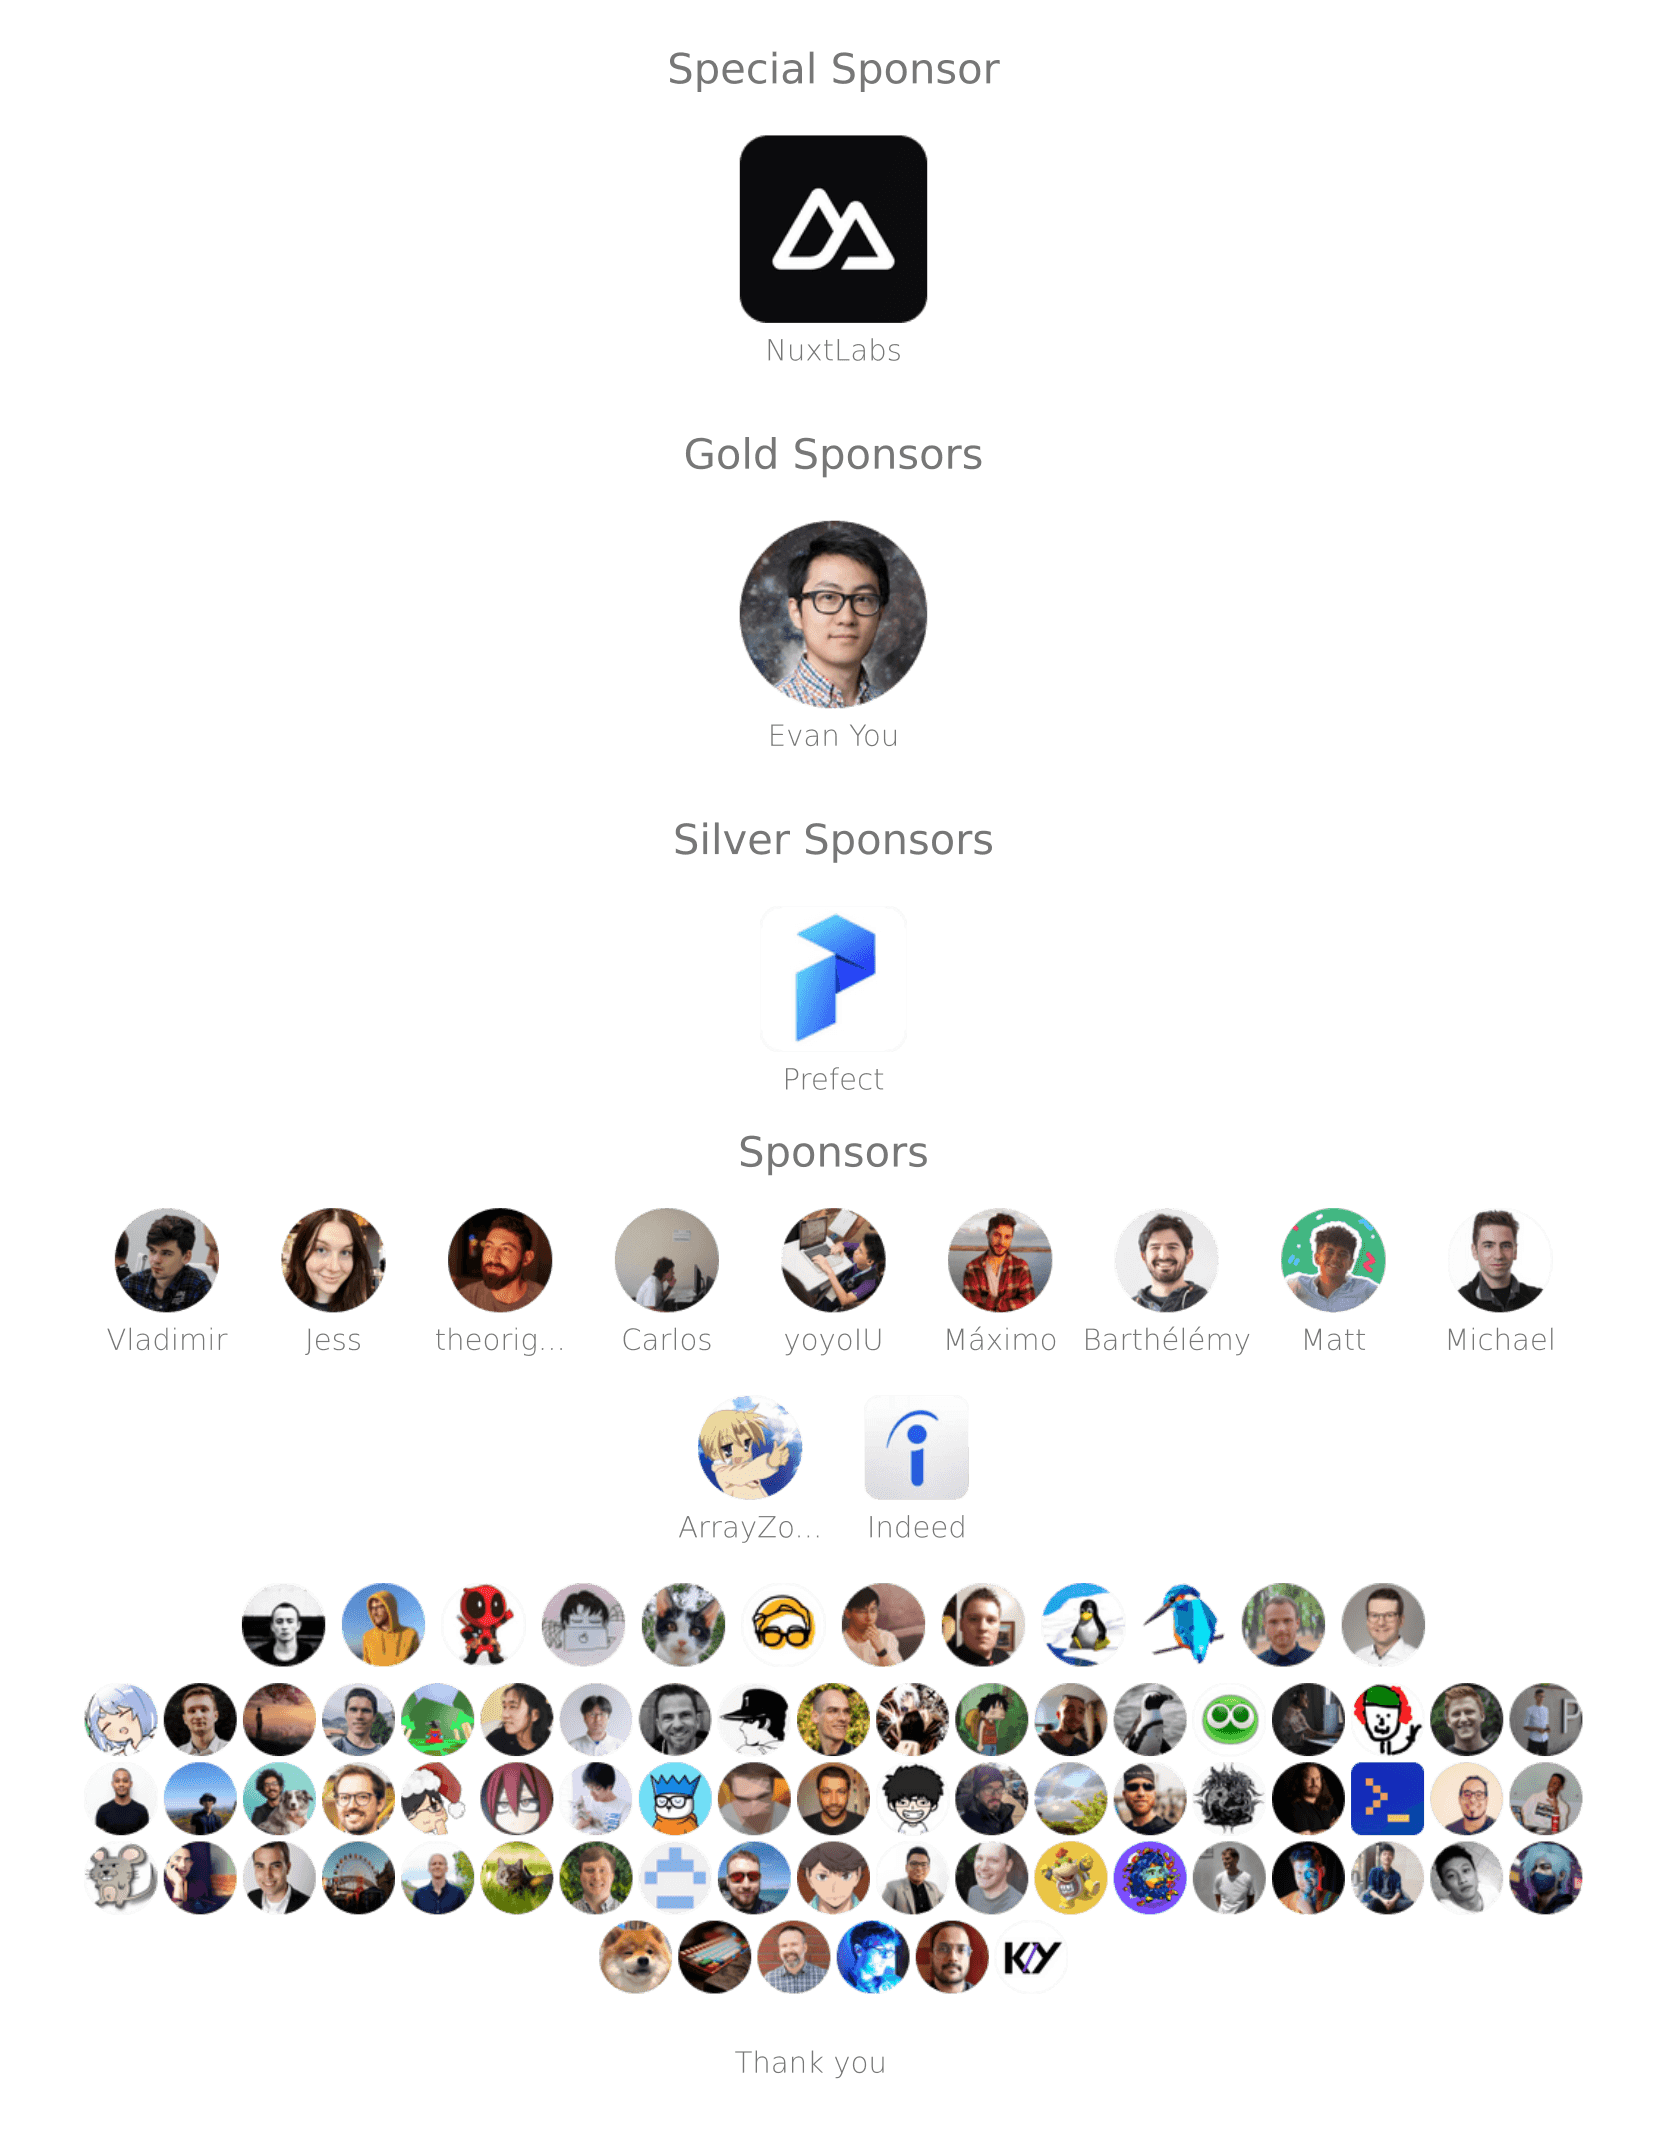 Special Sponsor
NuxtLabs
Gold Sponsors
Evan You
Silver Sponsors
Prefect
Sponsors
Vladimir Jess theorig... Carlos yoyoIU Máximo Barthélémy Matt Michael
ArrayZo... Indeed
KY
Thank you